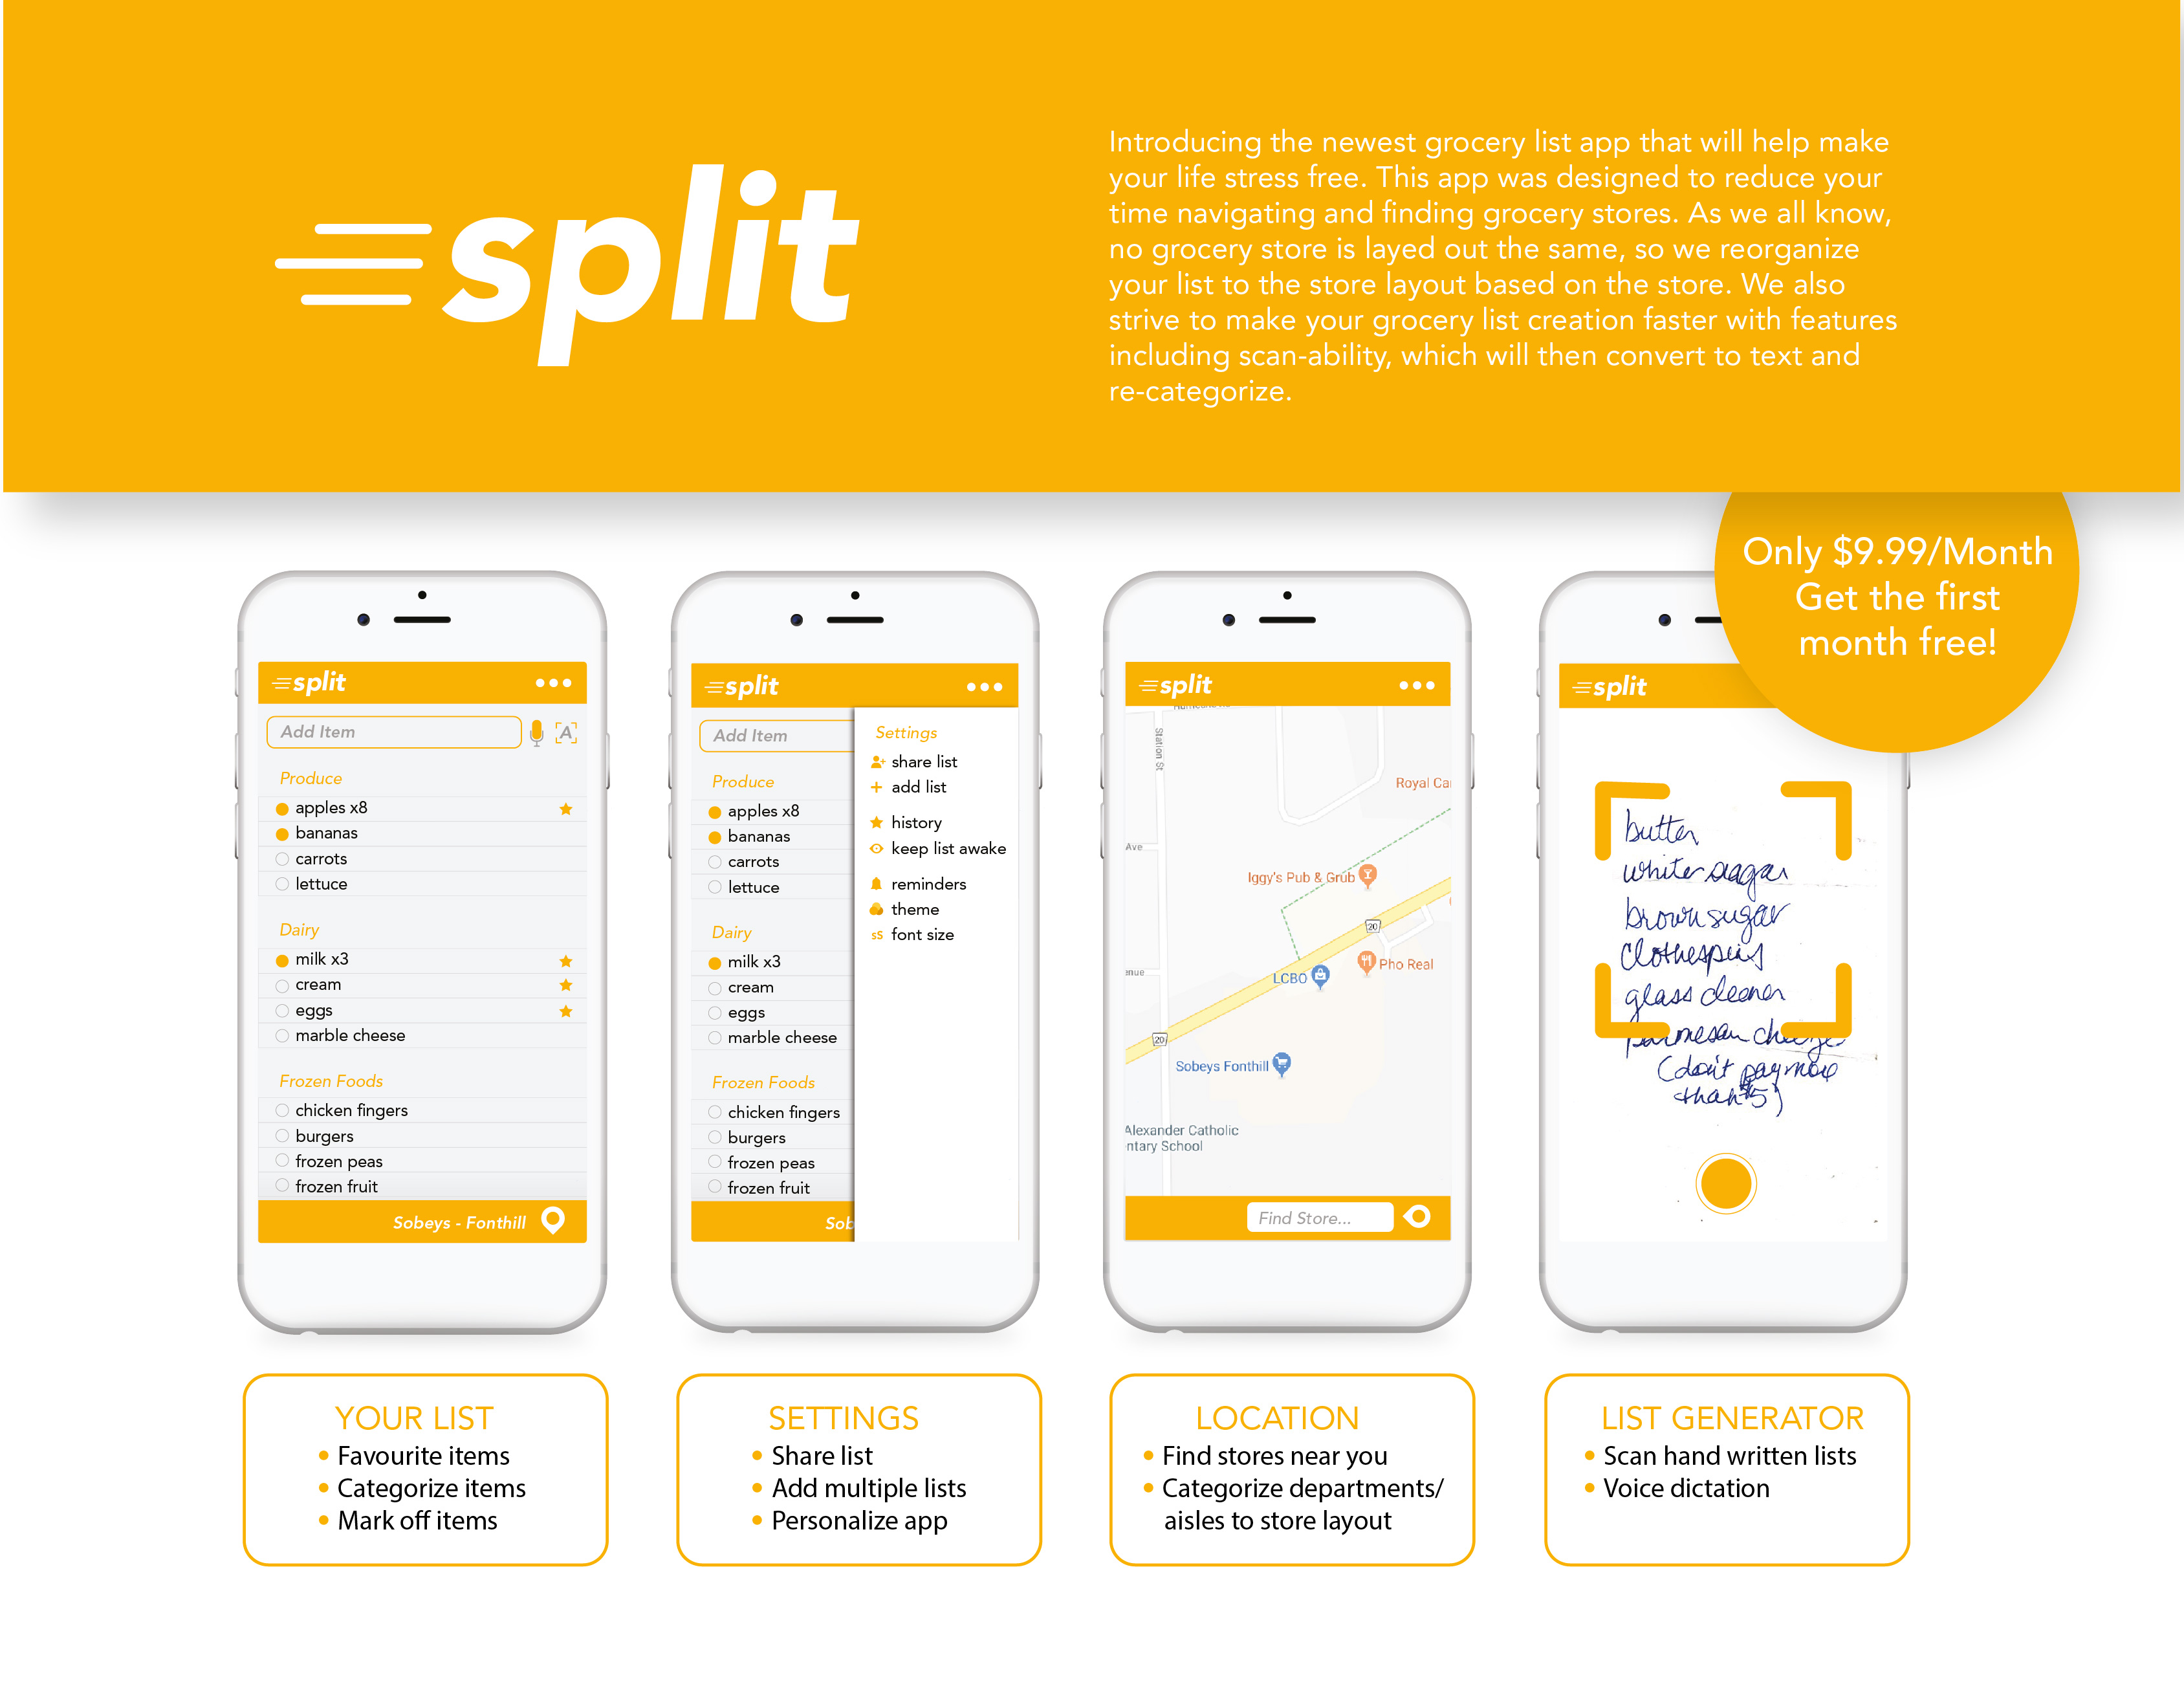 split
Introducing the newest grocery list app that will help make
your life stress free. This app was designed to reduce your
time navigating and finding grocery stores. As we all know,
no grocery store is layed out the same, so we reorganize
your list to the store layout based on the store. We also
strive to make your grocery list creation faster with features
including scan-ability, which will then convert to text and
re-categorize.
Only $9.99/Month
Get the first
month free!
split
Add Item
A
Produce
apples x8
bananas
carrots
lettuce
Dairy
milk x3
cream
eggs
marble cheese
Frozen Foods
chicken fingers
burgers
frozen peas
frozen fruit
Sobeys - Fonthill
split
Add Item
Produce
apples x8
bananas
carrots
lettuce
Dairy
milk x3
cream
eggs
marble cheese
Frozen Foods
chicken fingers
burgers
frozen peas
frozen fruit
Sob
Settings
share list
add list
history
keep list awake
reminders
theme
sS font size
split
Station St
Royal Ca
Ave
Iggy's Pub & Grub
20
Pho Real
LCBO
enue
20
Sobeys Fonthill
Alexander Catholic
ntary School
Find Store...
split
butter
white sugar
brown sugar
clothespins
glass cleaner
parmesan cheese
(don't pay more
than $5)
YOUR LIST
• Favourite items
• Categorize items
• Mark off items
SETTINGS
• Share list
• Add multiple lists
• Personalize app
LOCATION
• Find stores near you
• Categorize departments/
aisles to store layout
LIST GENERATOR
• Scan hand written lists
• Voice dictation